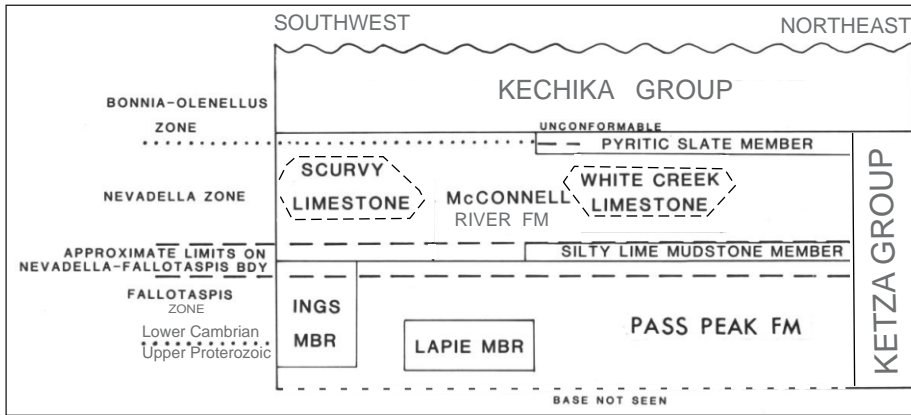 SOUTHWEST
NORTHEAST
KECHIKA GROUP
BONNIA-OLENELLUS
ZONE
UNCONFORMABLE
PYRITIC SLATE MEMBER
SCURVY
LIMESTONE
WHITE CREEK
LIMESTONE
NEVADELLA ZONE
McCONNELL
RIVER FM
APPROXIMATE LIMITS ON
NEVADELLA-FALLOTASPIS BDY
SILTY LIME MUDSTONE MEMBER
FALLOTASPIS
ZONE
Lower Cambrian
Upper Proterozoic
INGS
MBR
LAPIE MBR
PASS PEAK FM
KETZA GROUP
BASE NOT SEEN